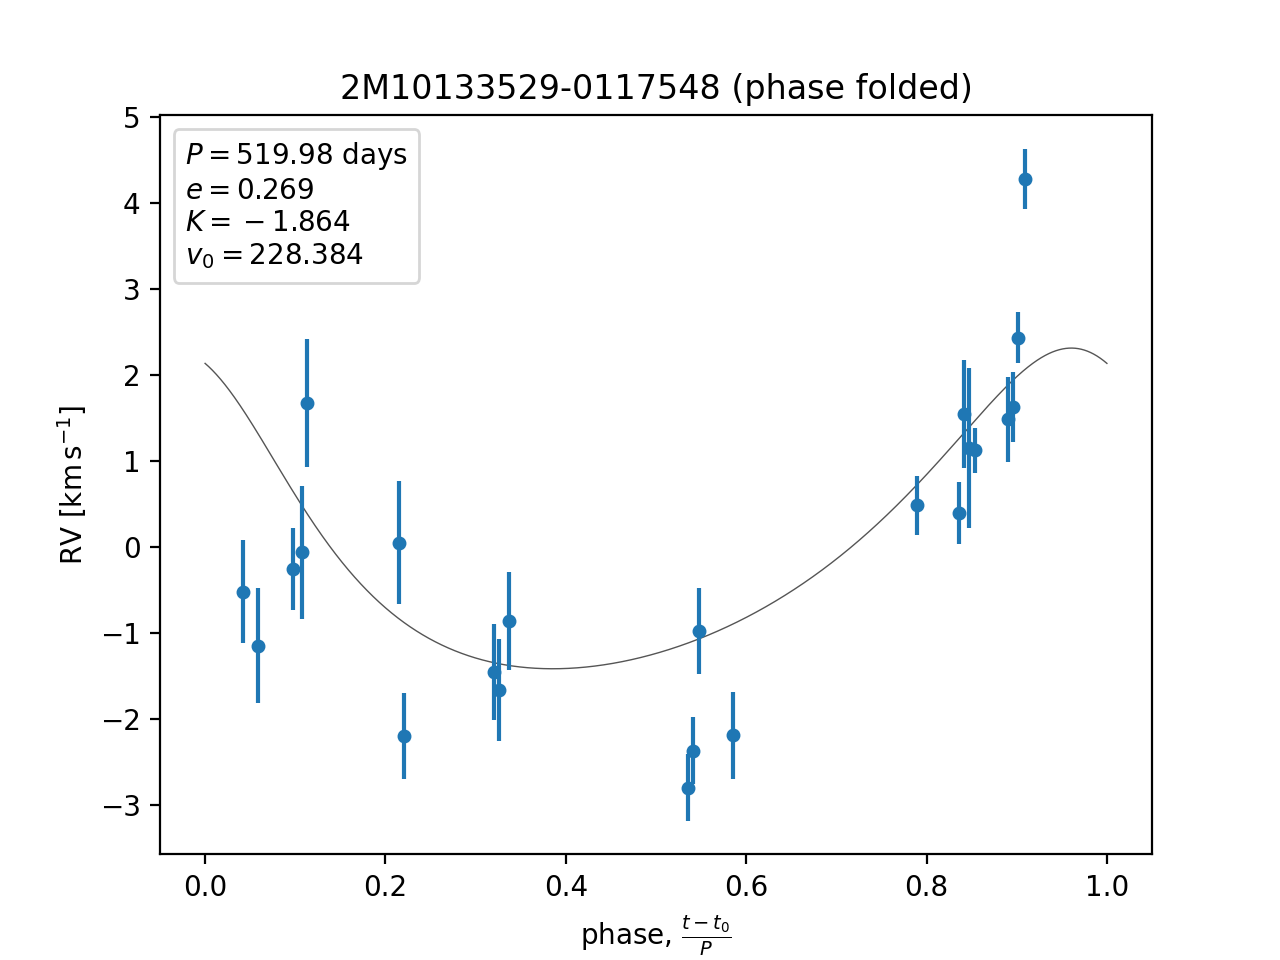 2M10133529-0117548 (phase folded)
P = 519.98 days
e = 0.269
K = −1.864
v₀ = 228.384
5
4
3
2
1
0
−1
−2
−3
RV [km s⁻¹]
0.0 0.2 0.4 0.6 0.8 1.0
phase, (t − t₀)/P